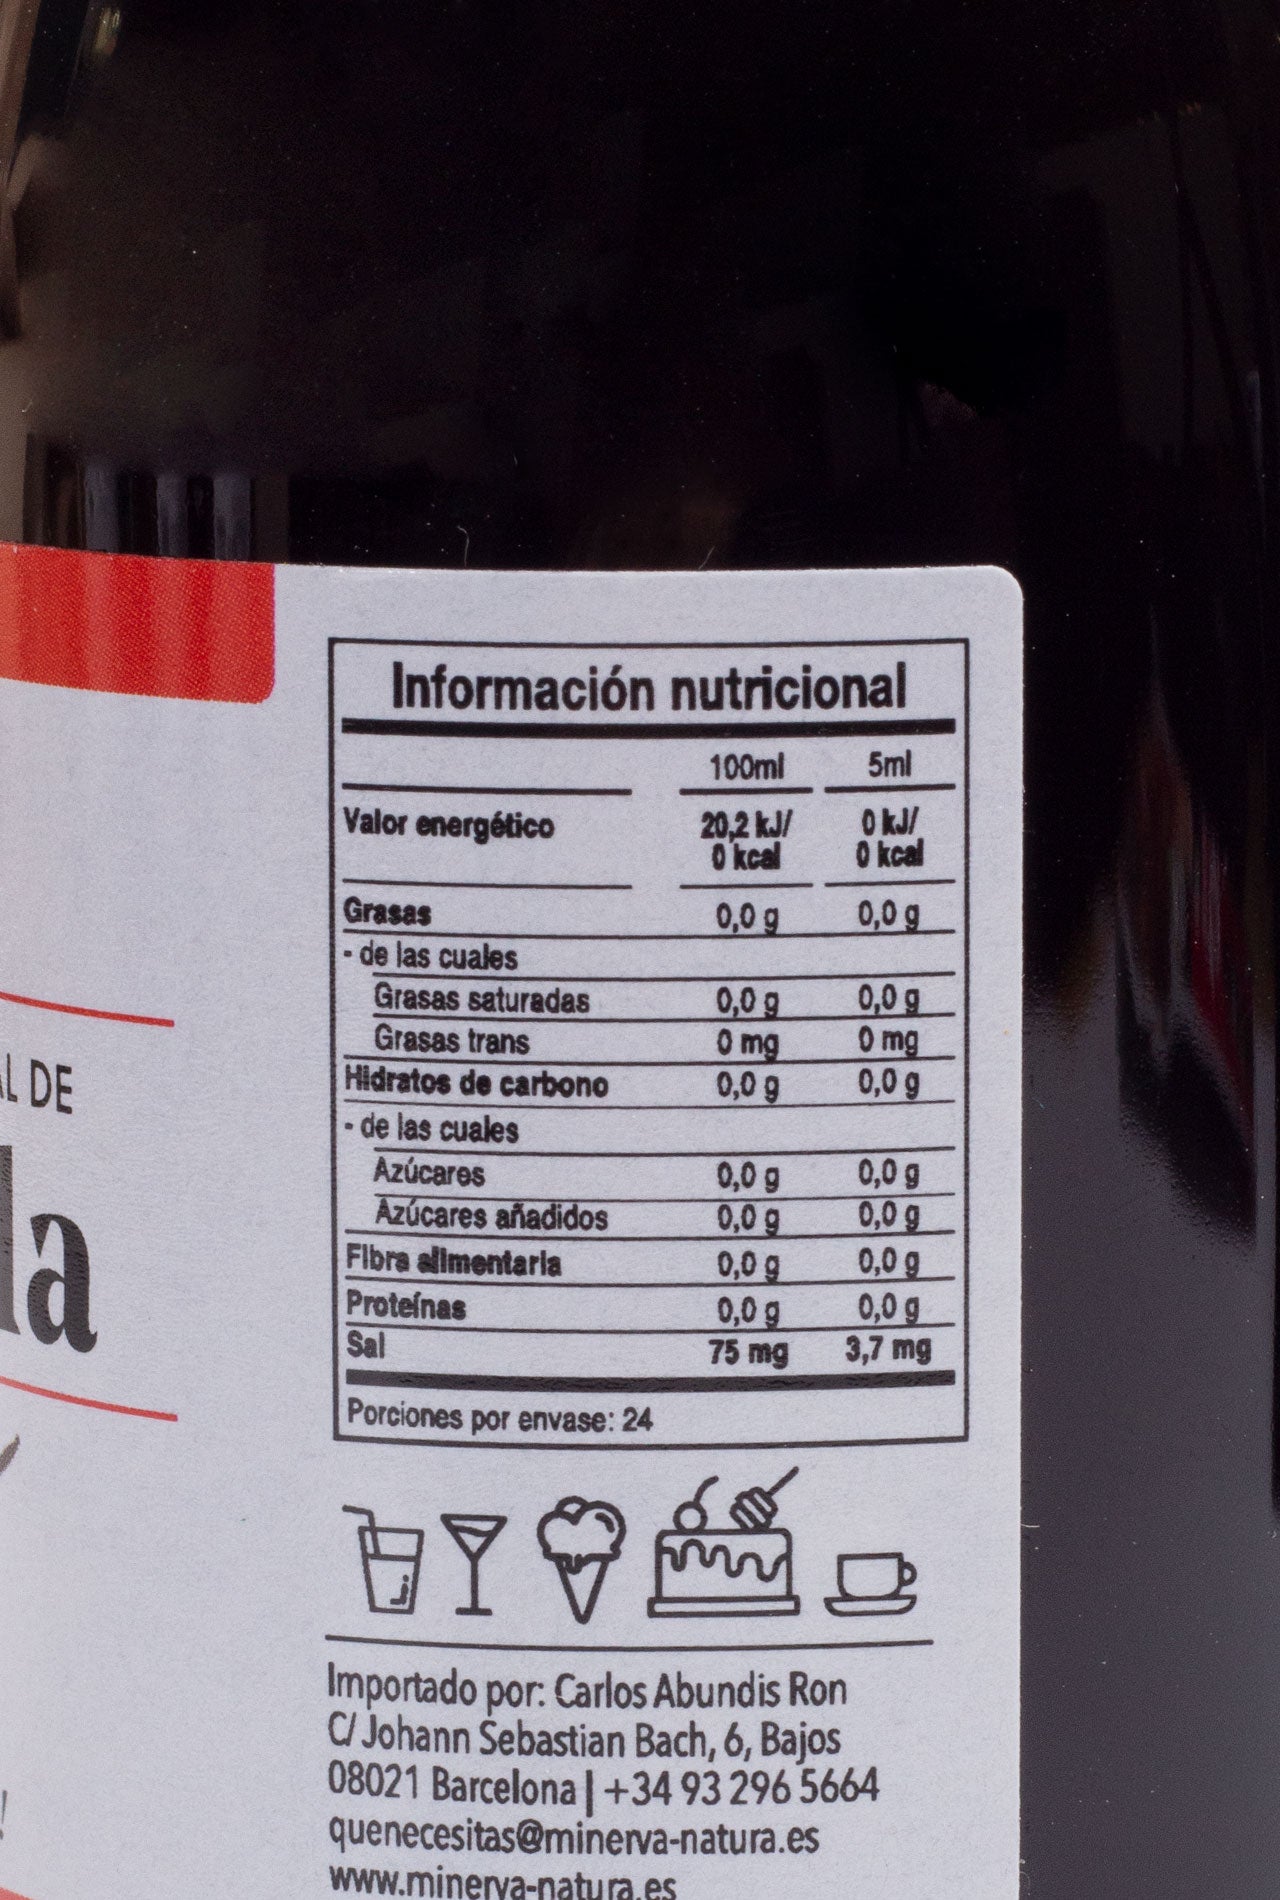 Información nutricional
100ml 5ml
Valor energético 20,2 kJ/ 0 kJ/
0 kcal 0 kcal
Grasas 0,0 g 0,0 g
- de las cuales
Grasas saturadas 0,0 g 0,0 g
Grasas trans 0 mg 0 mg
Hidratos de carbono 0,0 g 0,0 g
- de las cuales
Azúcares 0,0 g 0,0 g
Azúcares añadidos 0,0 g 0,0 g
Fibra alimentaria 0,0 g 0,0 g
Proteínas 0,0 g 0,0 g
Sal 75 mg 3,7 mg
Porciones por envase: 24
Importado por: Carlos Abundis Ron
C/ Johann Sebastian Bach, 6, Bajos
08021 Barcelona | +34 93 296 5664
quenecesitas@minerva-natura.es
www.minerva-natura.es
DE